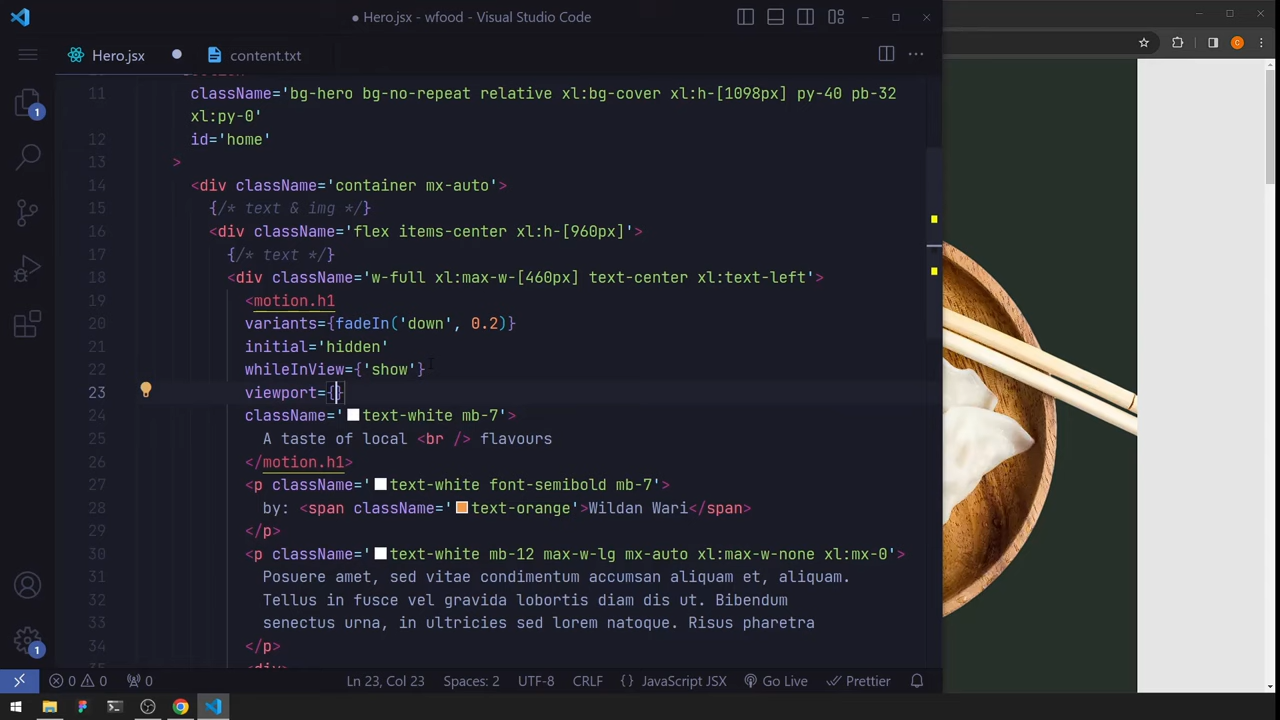 Hero.jsx - wfood - Visual Studio Code
Hero.jsx
content.txt
11 className='bg-hero bg-no-repeat relative xl:bg-cover xl:h-[1098px] py-40 pb-32
xl:py-0'
12 id='home'
13 >
14 <div className='container mx-auto'>
15 {/* text & img */}
16 <div className='flex items-center xl:h-[960px]'>
17 {/* text */}
18 <div className='w-full xl:max-w-[460px] text-center xl:text-left'>
19 <motion.h1
20 variants={fadeIn('down', 0.2)}
21 initial='hidden'
22 whileInView={'show'}
23 viewport={}
24 className='text-white mb-7'>
25 A taste of local <br /> flavours
26 </motion.h1>
27 <p className='text-white font-semibold mb-7'>
28 by: <span className='text-orange'>Wildan Wari</span>
29 </p>
30 <p className='text-white mb-12 max-w-lg mx-auto xl:max-w-none xl:mx-0'>
31 Posuere amet, sed vitae condimentum accumsan aliquam et, aliquam.
32 Tellus in fusce vel gravida lobortis diam dis ut. Bibendum
33 senectus urna, in ultricies sed lorem natoque. Risus pharetra
34 </p>
1
1
C
0 0 0 Ln 23, Col 23 Spaces: 2 UTF-8 CRLF {} JavaScript JSX Go Live Prettier